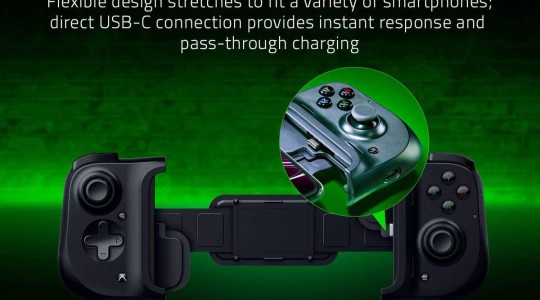 Flexible design stretches to fit a variety of smartphones;
direct USB-C connection provides instant response and
pass-through charging